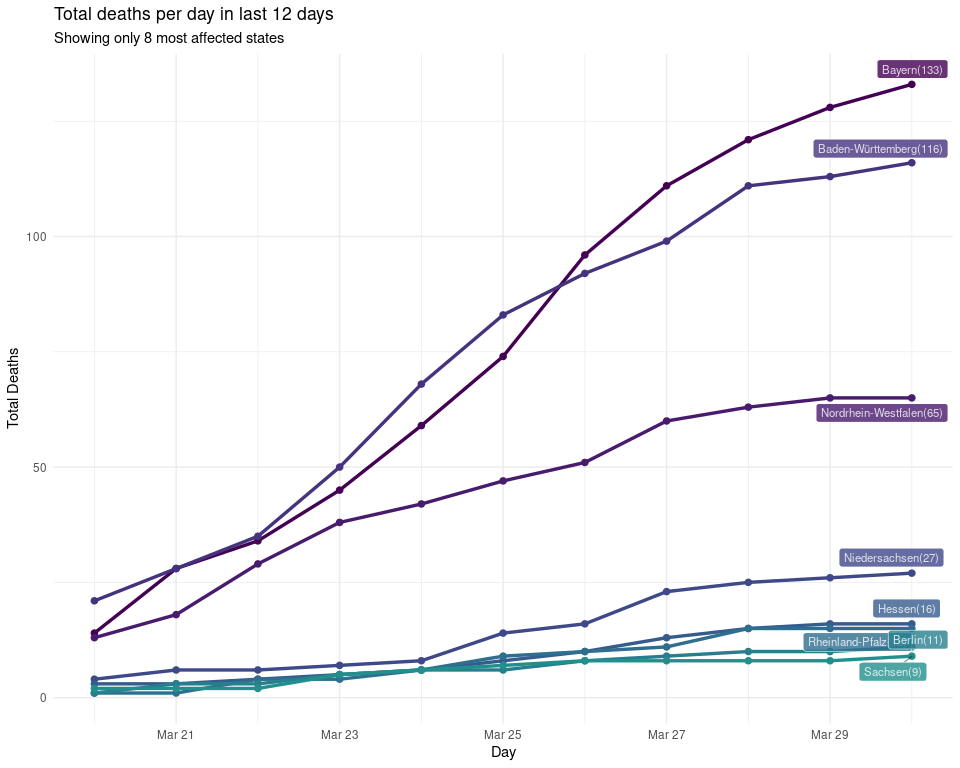 Total deaths per day in last 12 days
Showing only 8 most affected states
Bayern(133)
Baden-Württemberg(116)
100
Total Deaths
Nordrhein-Westfalen(65)
50
Niedersachsen(27)
Hessen(16)
Rheinland-Pfalz
Berlin(11)
Sachsen(9)
0
Mar 21
Mar 23
Mar 25
Mar 27
Mar 29
Day